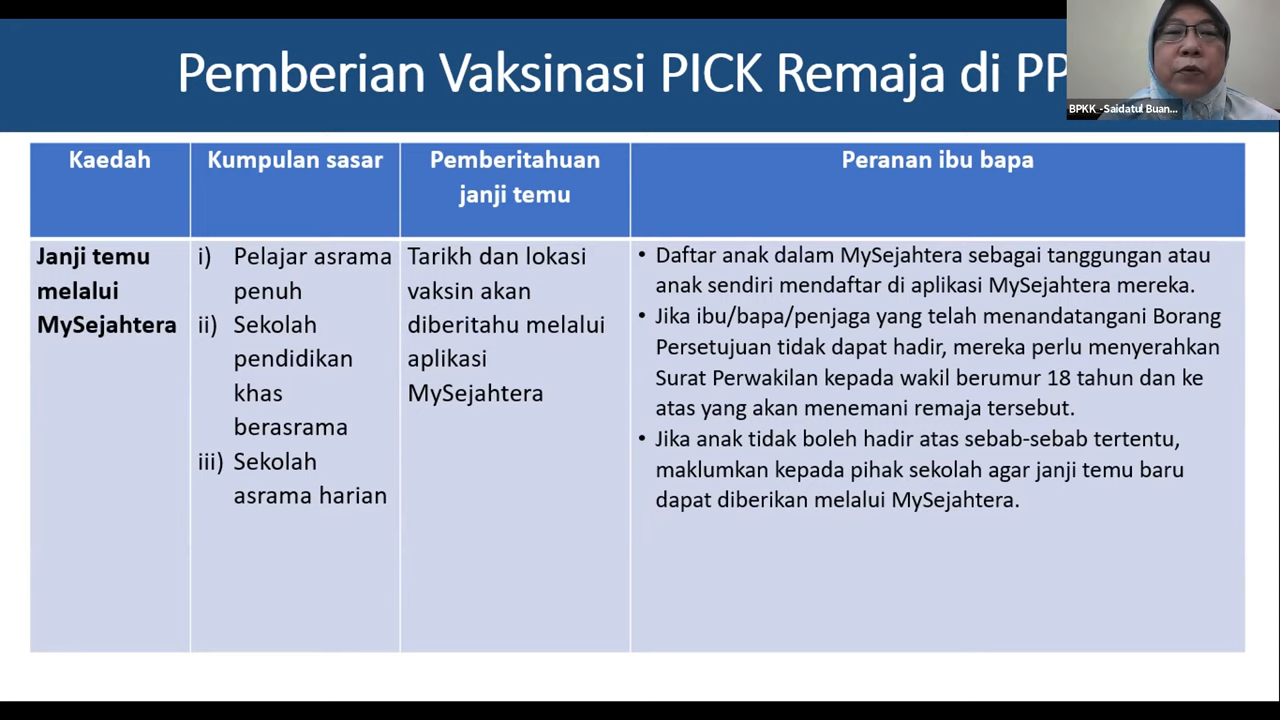 Pemberian Vaksinasi PICK Remaja di PP
BPKK -Saidatul Buan...
Kaedah
Kumpulan sasar
Pemberitahuan
janji temu
Peranan ibu bapa
Janji temu
melalui
MySejahtera
i) Pelajar asrama
penuh
ii) Sekolah
pendidikan
khas
berasrama
iii) Sekolah
asrama harian
Tarikh dan lokasi
vaksin akan
diberitahu melalui
aplikasi
MySejahtera
• Daftar anak dalam MySejahtera sebagai tanggungan atau
anak sendiri mendaftar di aplikasi MySejahtera mereka.
• Jika ibu/bapa/penjaga yang telah menandatangani Borang
Persetujuan tidak dapat hadir, mereka perlu menyerahkan
Surat Perwakilan kepada wakil berumur 18 tahun dan ke
atas yang akan menemani remaja tersebut.
• Jika anak tidak boleh hadir atas sebab-sebab tertentu,
maklumkan kepada pihak sekolah agar janji temu baru
dapat diberikan melalui MySejahtera.